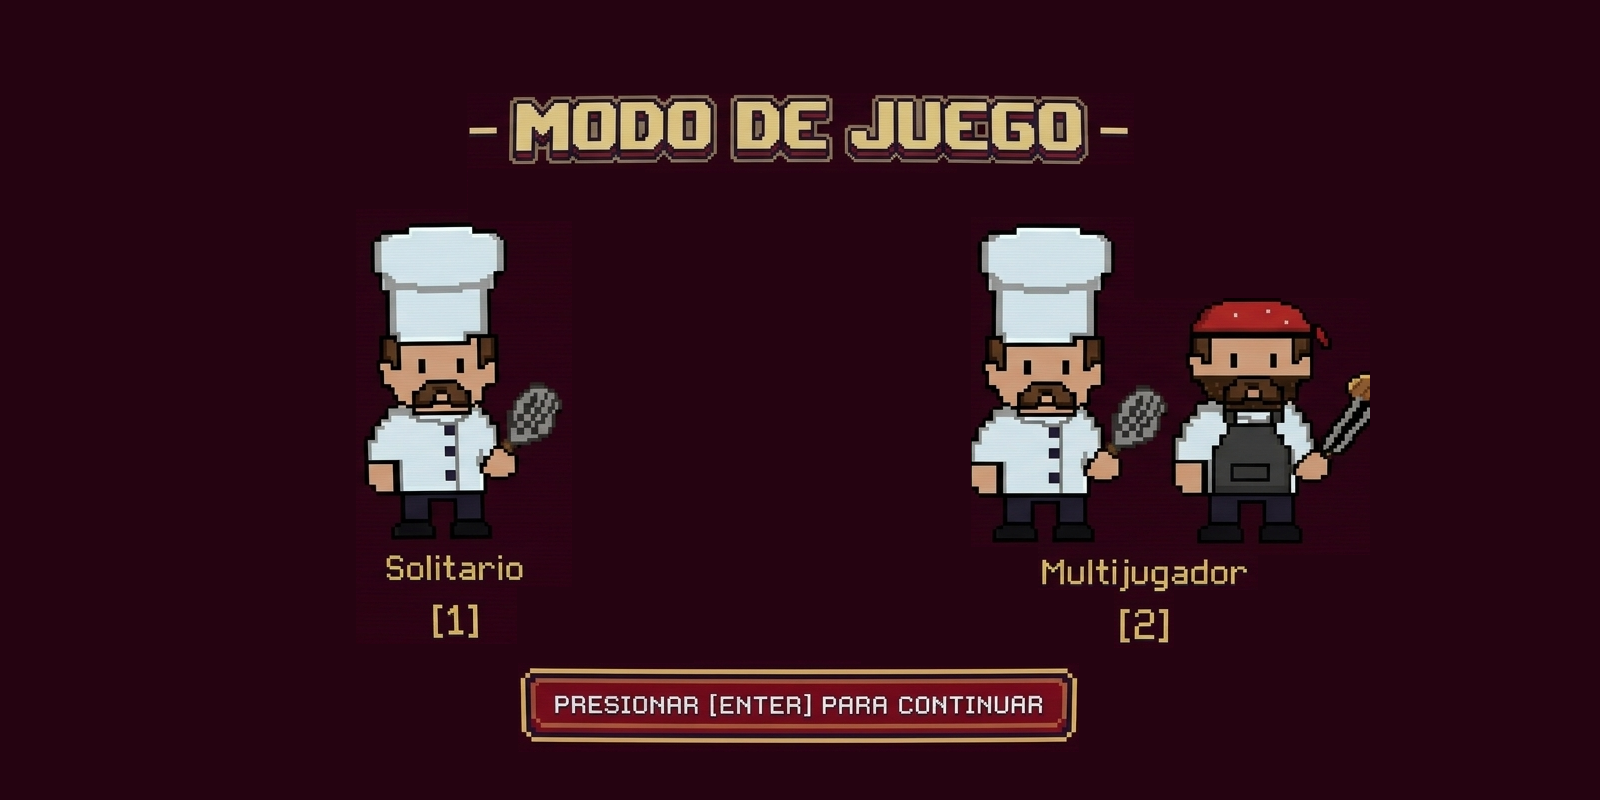 - MODO DE JUEGO -
Solitario
[1]
Multijugador
[2]
PRESIONAR [ENTER] PARA CONTINUAR